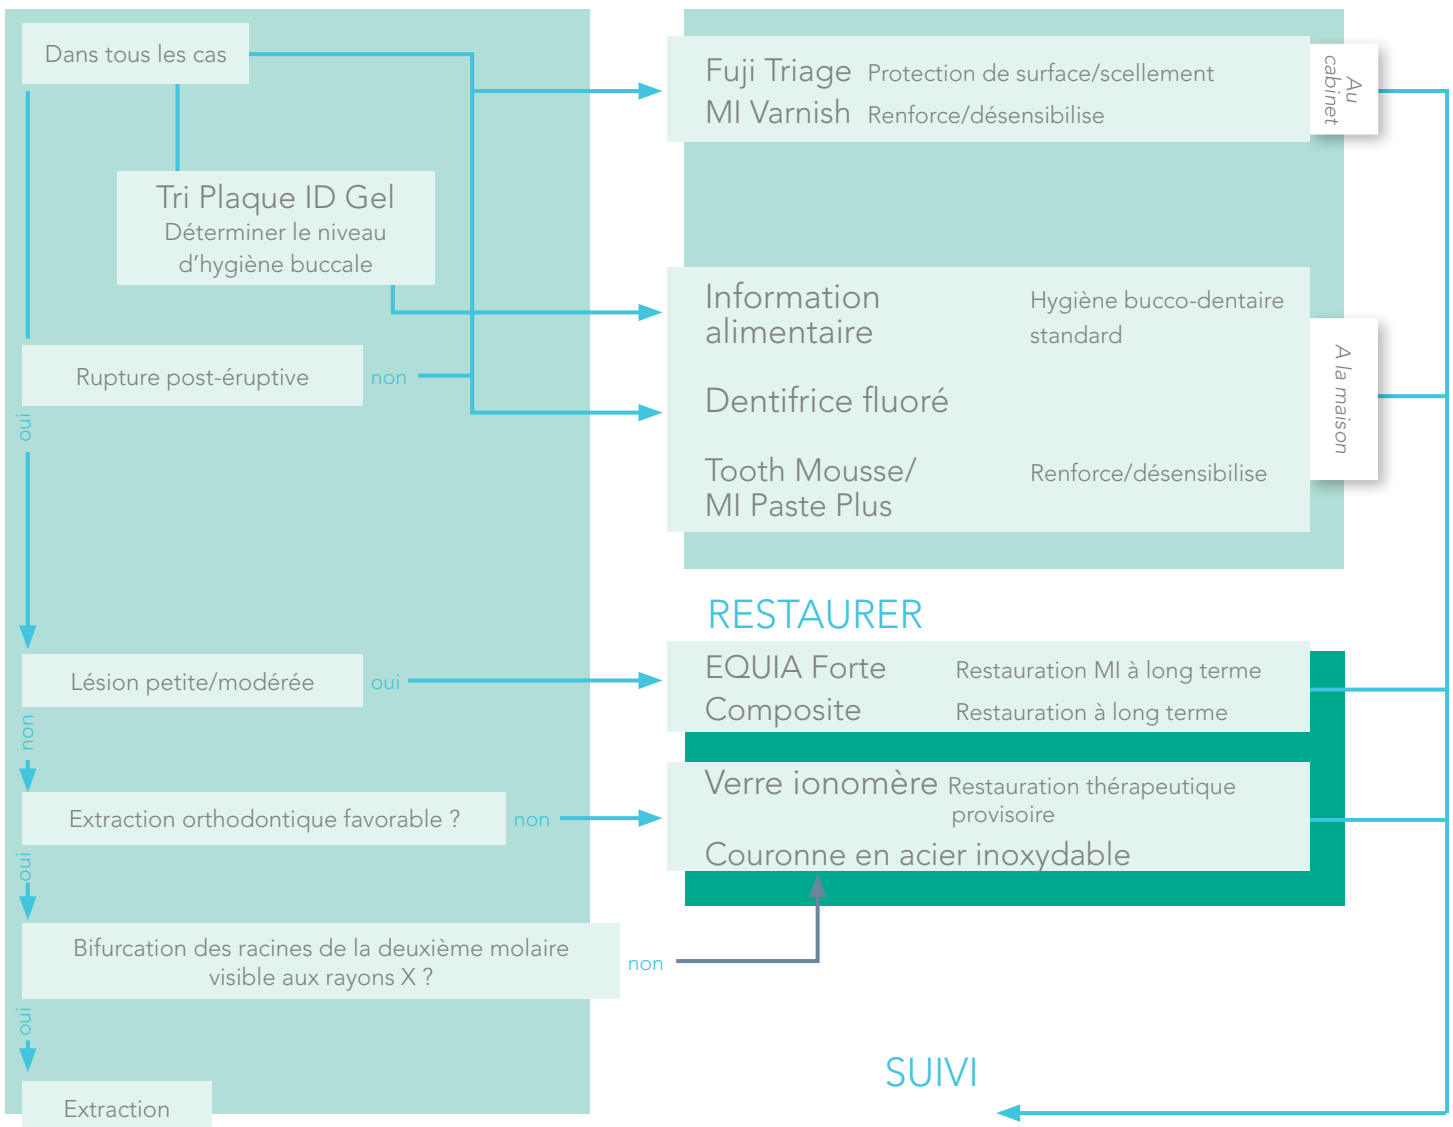 Dans tous les cas
Tri Plaque ID Gel
Déterminer le niveau
d’hygiène buccale
Rupture post-éruptive
non
oui
Lésion petite/modérée
oui
non
Extraction orthodontique favorable ?
non
oui
Bifurcation des racines de la deuxième molaire
visible aux rayons X ?
non
oui
Extraction
Fuji Triage Protection de surface/scellement
MI Varnish Renforce/désensibilise
Au
cabinet
Information
alimentaire
Hygiène bucco-dentaire
standard
Dentifrice fluoré
Tooth Mousse/
MI Paste Plus
Renforce/désensibilise
A la maison
RESTAURER
EQUIA Forte Restauration MI à long terme
Composite Restauration à long terme
Verre ionomère Restauration thérapeutique
provisoire
Couronne en acier inoxydable
SUIVI